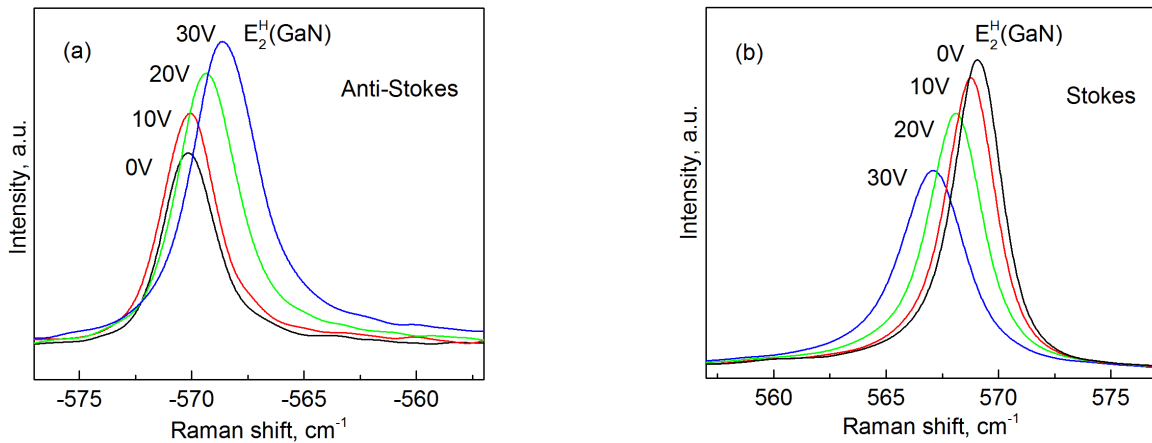 (a)
30V
E₂ᴴ(GaN)
20V
Anti-Stokes
10V
0V
Intensity, a.u.
-575
-570
-565
-560
Raman shift, cm⁻¹
(b)
E₂ᴴ(GaN)
0V
10V
Stokes
20V
30V
Intensity, a.u.
560
565
570
575
Raman shift, cm⁻¹